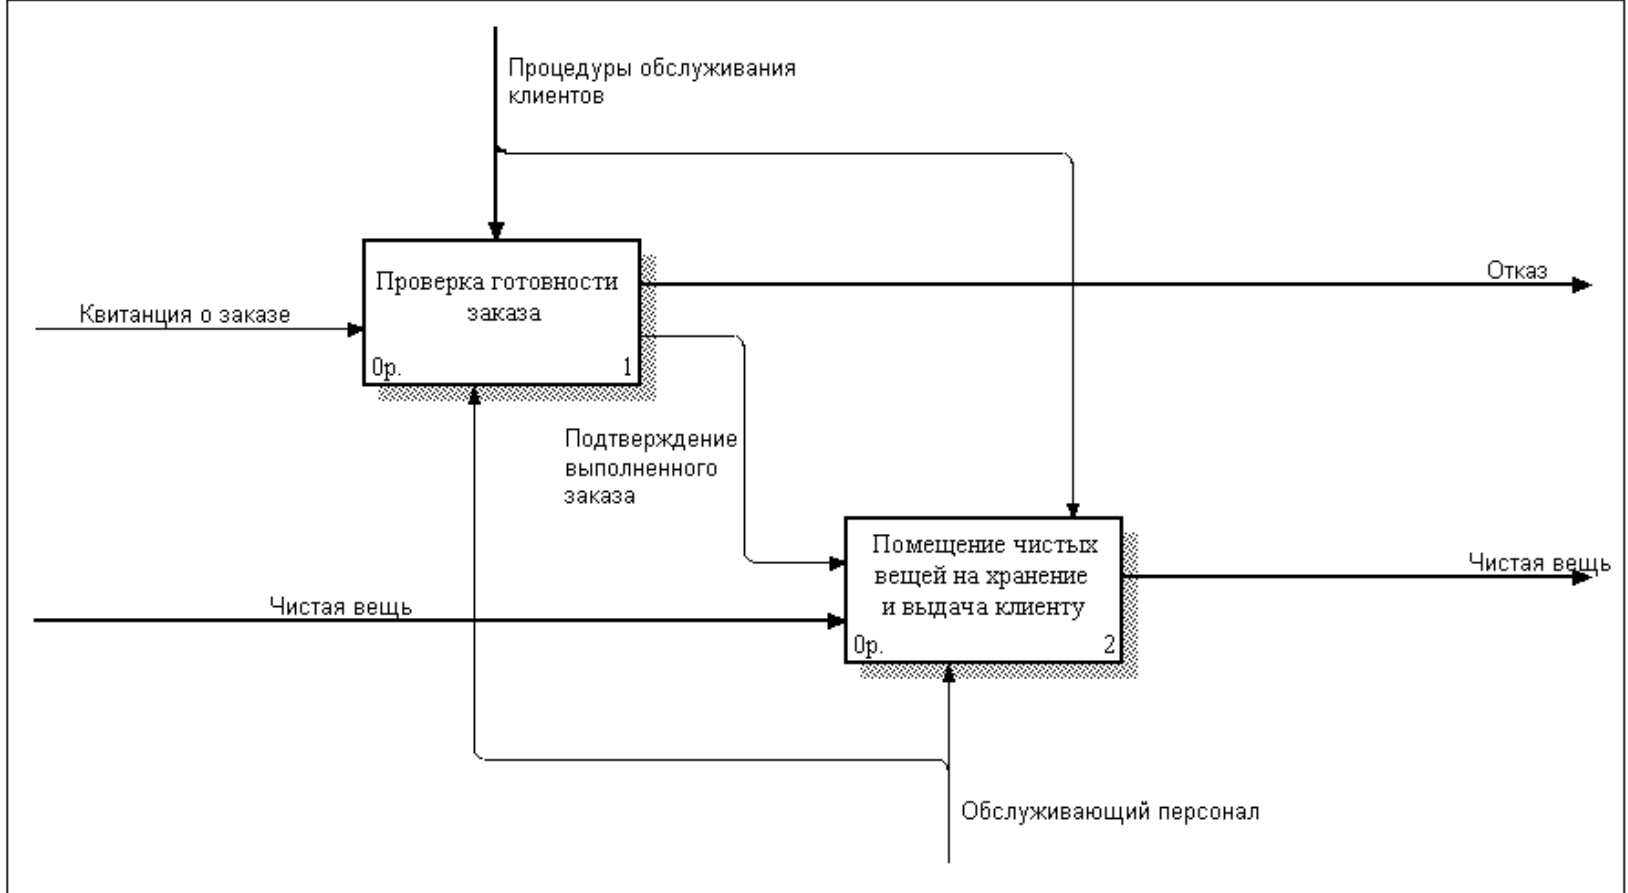 Процедуры обслуживания
клиентов
Отказ
Проверка готовности
заказа
Квитанция о заказе
0р.
1
Подтверждение
выполненного
заказа
Помещение чистых
вещей на хранение
и выдача клиенту
Чистая вещь
Чистая вещь
0р.
2
Обслуживающий персонал